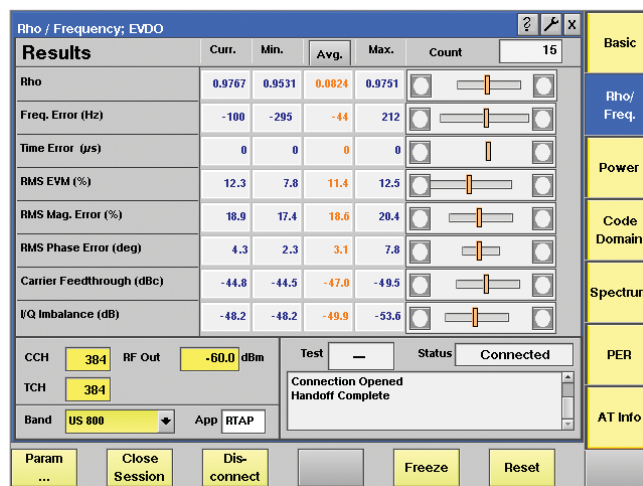 Rho / Frequency; EVDO ? x
Results Curr. Min. Avg. Max. Count 15
Rho 0.9767 0.9531 0.0824 0.9751
Freq. Error (Hz) -100 -295 -44 212
Time Error (µs) 0 0 0 0
RMS EVM (%) 12.3 7.8 11.4 12.5
RMS Mag. Error (%) 18.9 17.4 18.6 20.4
RMS Phase Error (deg) 4.3 2.3 3.1 7.8
Carrier Feedthrough (dBc) -44.8 -44.5 -47.0 -49.5
I/Q Imbalance (dB) -48.2 -48.2 -49.9 -53.6
CCH 384 RF Out -60.0 dBm
TCH 384
Band US 800 App RTAP
Test — Status Connected
Connection Opened
Handoff Complete
Basic
Rho/
Freq.
Power
Code
Domain
Spectrum
PER
AT Info
Param
...
Close
Session
Dis-
connect
Freeze
Reset